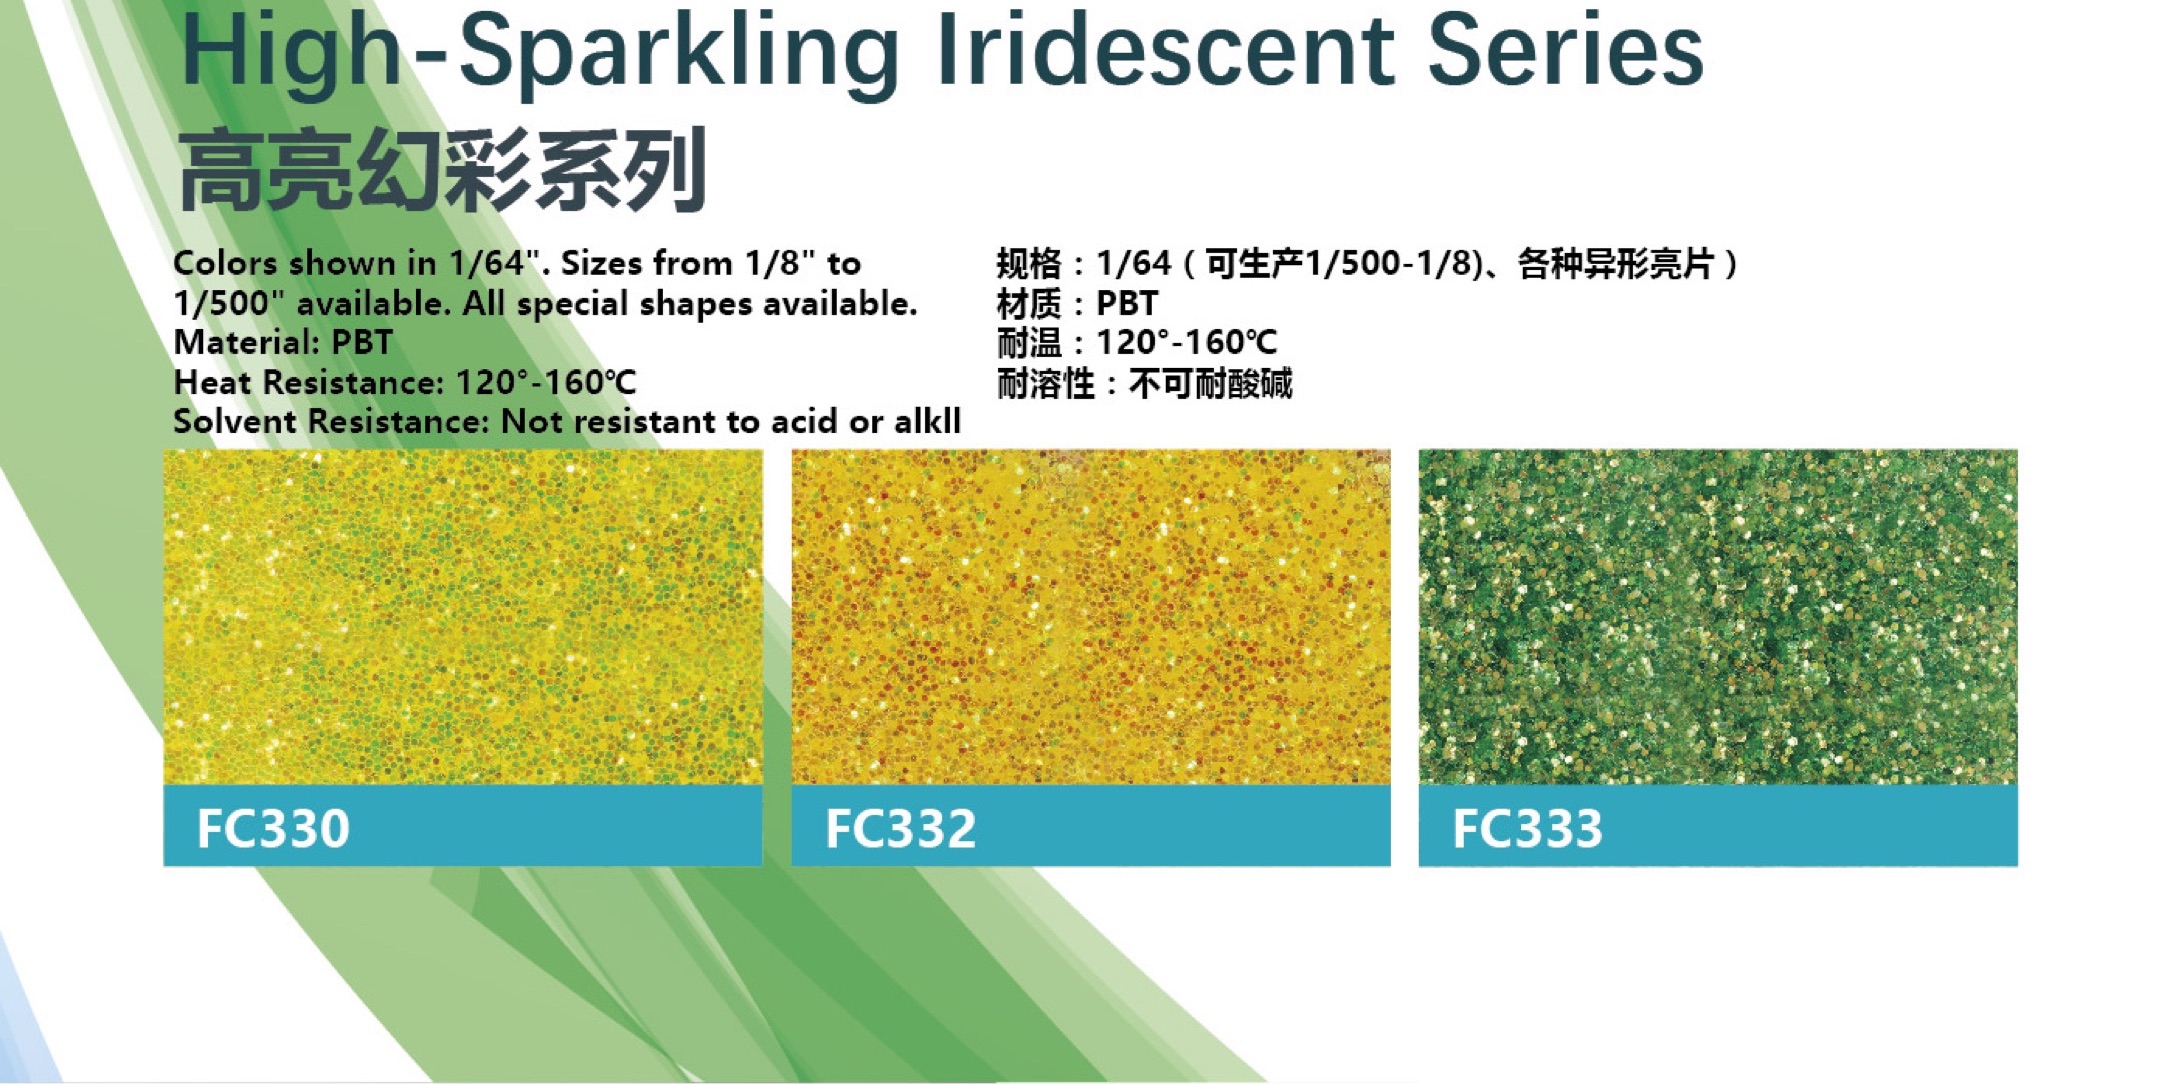 High-Sparkling Iridescent Series
高亮幻彩系列
Colors shown in 1/64". Sizes from 1/8" to
1/500" available. All special shapes available.
Material: PBT
Heat Resistance: 120°-160℃
Solvent Resistance: Not resistant to acid or alkll
规格：1/64（可生产1/500-1/8)、各种异形亮片）
材质：PBT
耐温：120°-160℃
耐溶性：不可耐酸碱
FC330
FC332
FC333